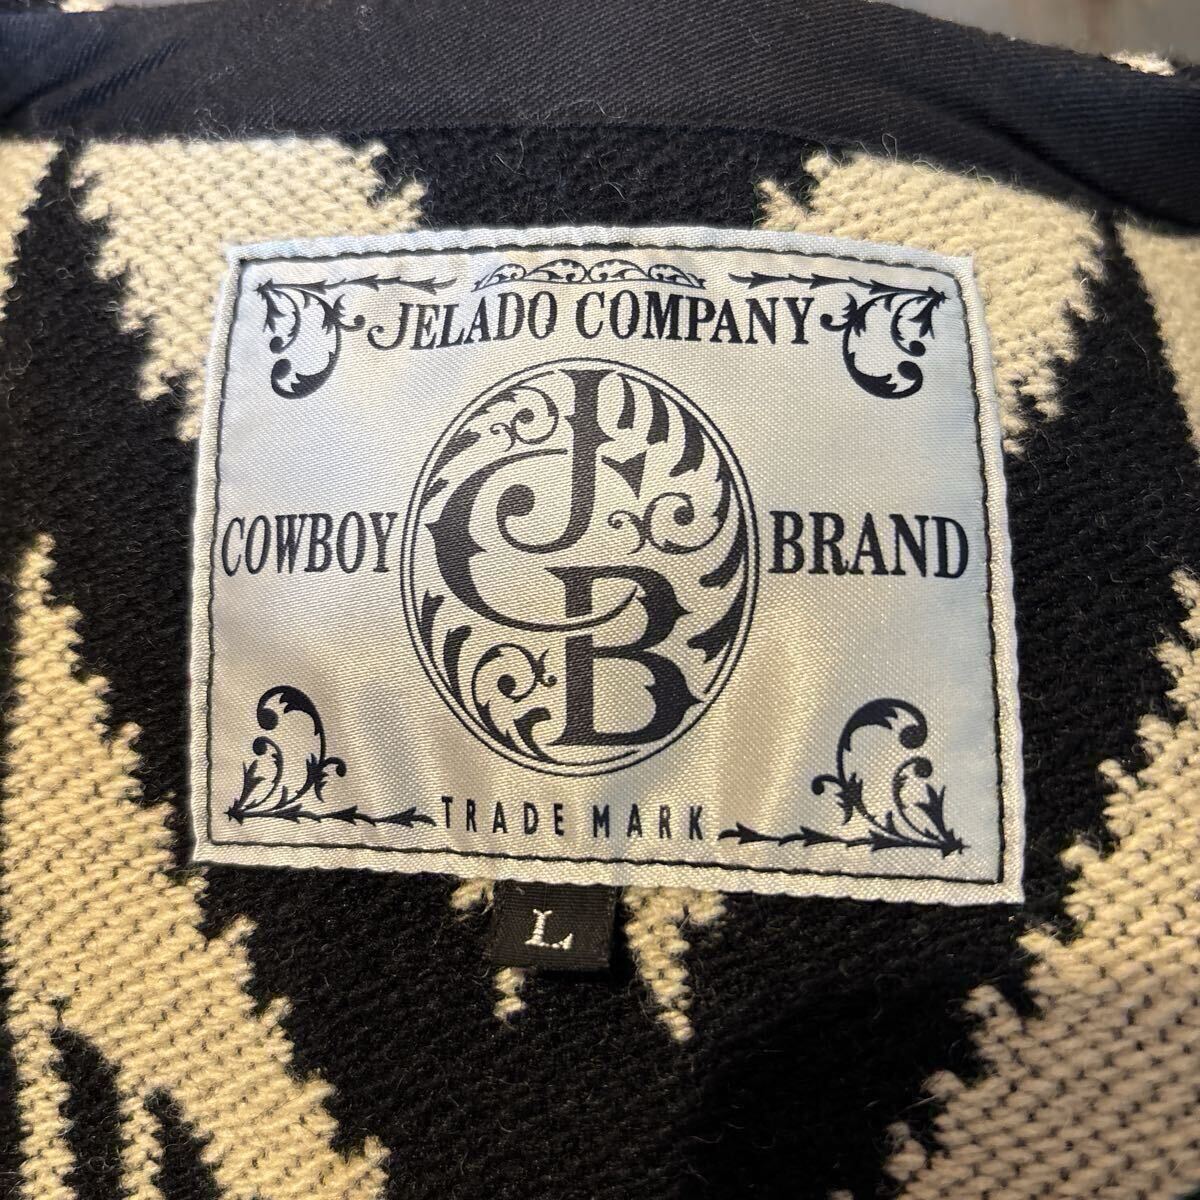 JELADO COMPANY
COWBOY JCB BRAND
TRADE MARK
L